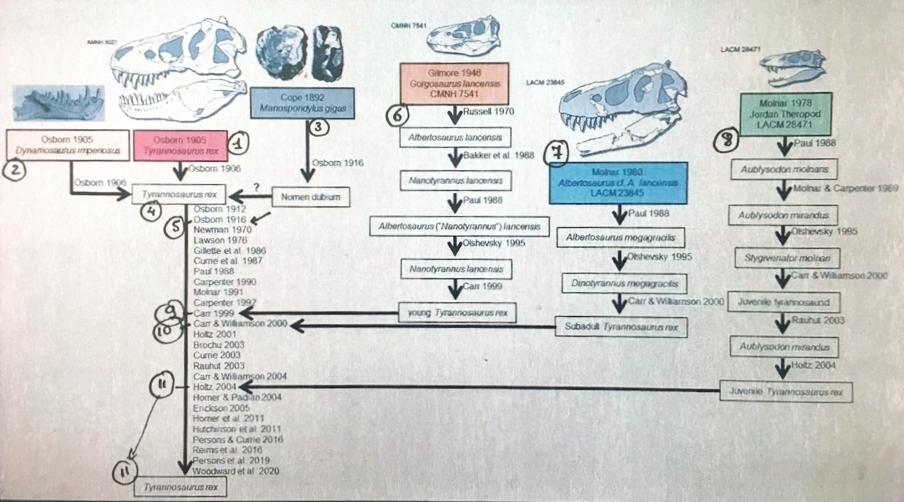 CMNH 7541
AMNH 5027
LACM 28471
LACM 23845
Gilmore 1946
Gorgosaurus lancensis
CMNH 7541
Cope 1892
Manospondylus gigas
Molnar 1978
Jordan Theropod
LACM 28471
6
Russell 1970
3
8
Paul 1988
Osborn 1905
Dynamosaurus imperiosus
Osborn 1905
Tyrannosaurus rex
1
Albertosaurus lancensis
7
2
Osborn 1906
Osborn 1916
Bakker et al. 1988
Molnar 1980
Albertosaurus cf. A. lancensis
LACM 23845
Aublysodon molnaris
Osborn 1906
Nanotyrannus lancensis
Molnar & Carpenter 1989
Tyrannosaurus rex
?
Nomen dubium
Paul 1988
Paul 1988
Aublysodon mirandus
4
Osborn 1912
5
Osborn 1916
Newman 1970
Lawson 1976
Gillette et al. 1986
Currie et al. 1987
Paul 1988
Carpenter 1990
Molnar 1991
Carpenter 1992
9
Carr 1999
10
Carr & Williamson 2000
Holtz 2001
Brochu 2003
Currie 2003
Rauhut 2003
Carr & Williamson 2004
11
Holtz 2004
Horner & Padian 2004
Erickson 2005
Horner et al. 2011
Hutchinson et al. 2011
Persons & Currie 2016
Persons et al. 2019
Woodward et al. 2020
11
Tyrannosaurus rex
Albertosaurus ("Nanotyrannus") lancensis
Olshevsky 1995
Nanotyrannus lancensis
Carr 1999
young Tyrannosaurus rex
Albertosaurus megagracilis
Olshevsky 1995
Dinotyrannus megagracilis
Carr & Williamson 2000
Subadult Tyrannosaurus rex
Olshevsky 1995
Stygivenator molnari
Carr & Williamson 2000
Juvenile tyrannosaurid
Rauhut 2003
Aublysodon mirandus
Holtz 2004
Juvenile Tyrannosaurus rex